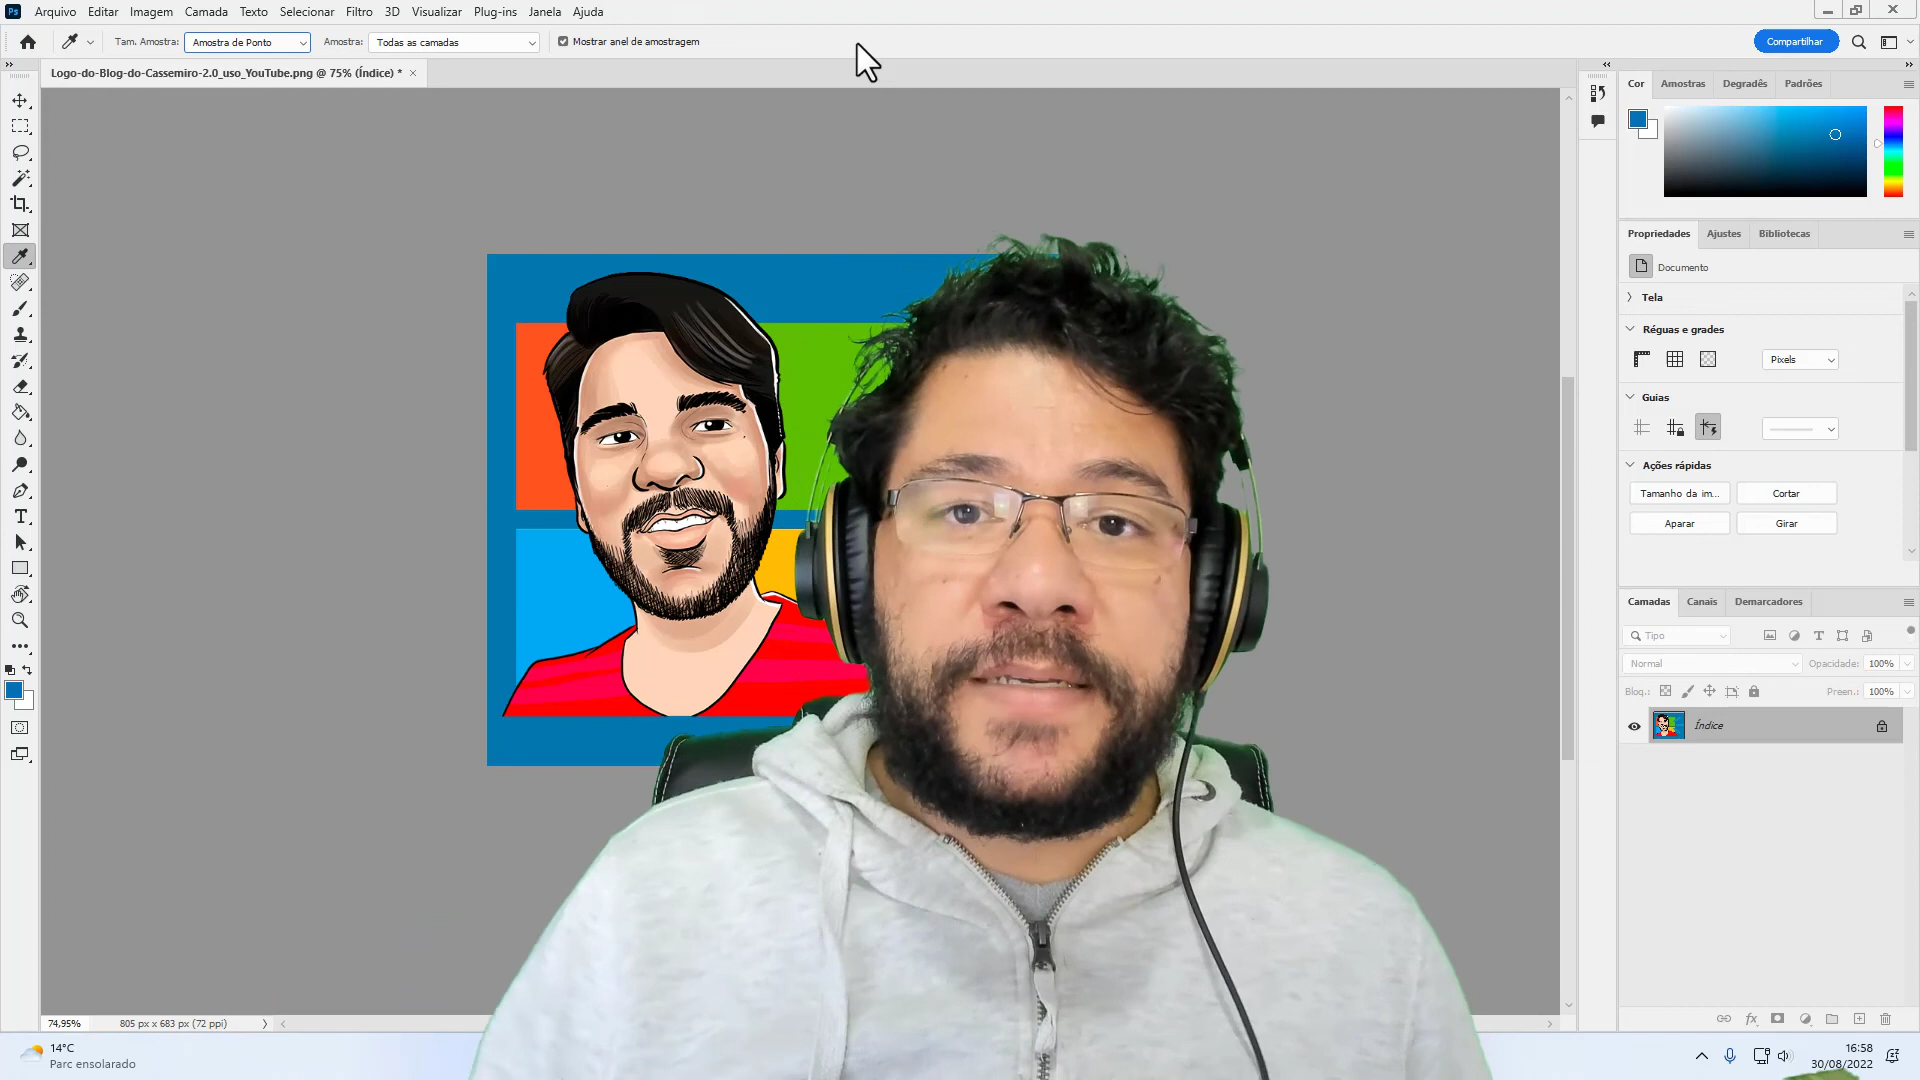 Ps Arquivo Editar Imagem Camada Texto Selecionar Filtro 3D Visualizar Plug-ins Janela Ajuda
Tam. Amostra: Amostra de Ponto Amostra: Todas as camadas Mostrar anel de amostragem Compartilhar
Logo-do-Blog-do-Cassemiro-2.0_uso_YouTube.png @ 75% (Índice) *
Cor Amostras Degradês Padrões
Propriedades Ajustes Bibliotecas
Documento
Tela
Réguas e grades
Pixels
Guias
Ações rápidas
Tamanho da im... Cortar
Aparar Girar
Camadas Canais Demarcadores
Tipo
Normal Opacidade: 100%
Bloq.: Preen.: 100%
Índice
74,95% 805 px x 683 px (72 ppi)
14°C
Parc ensolarado
16:58
30/08/2022